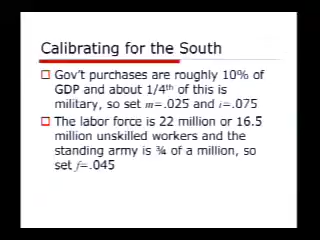 Calibrating for the South
Gov't purchases are roughly 10% of
GDP and about 1/4th of this is
military, so set m=.025 and i=.075
The labor force is 22 million or 16.5
million unskilled workers and the
standing army is ¾ of a million, so
set f=.045